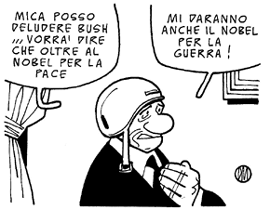 MICA POSSO
DELUDERE BUSH
,,, VORRA! DIRE
CHE OLTRE AL
NOBEL PER LA
PACE
MI DARANNO
ANCHE IL NOBEL
PER LA
GUERRA!